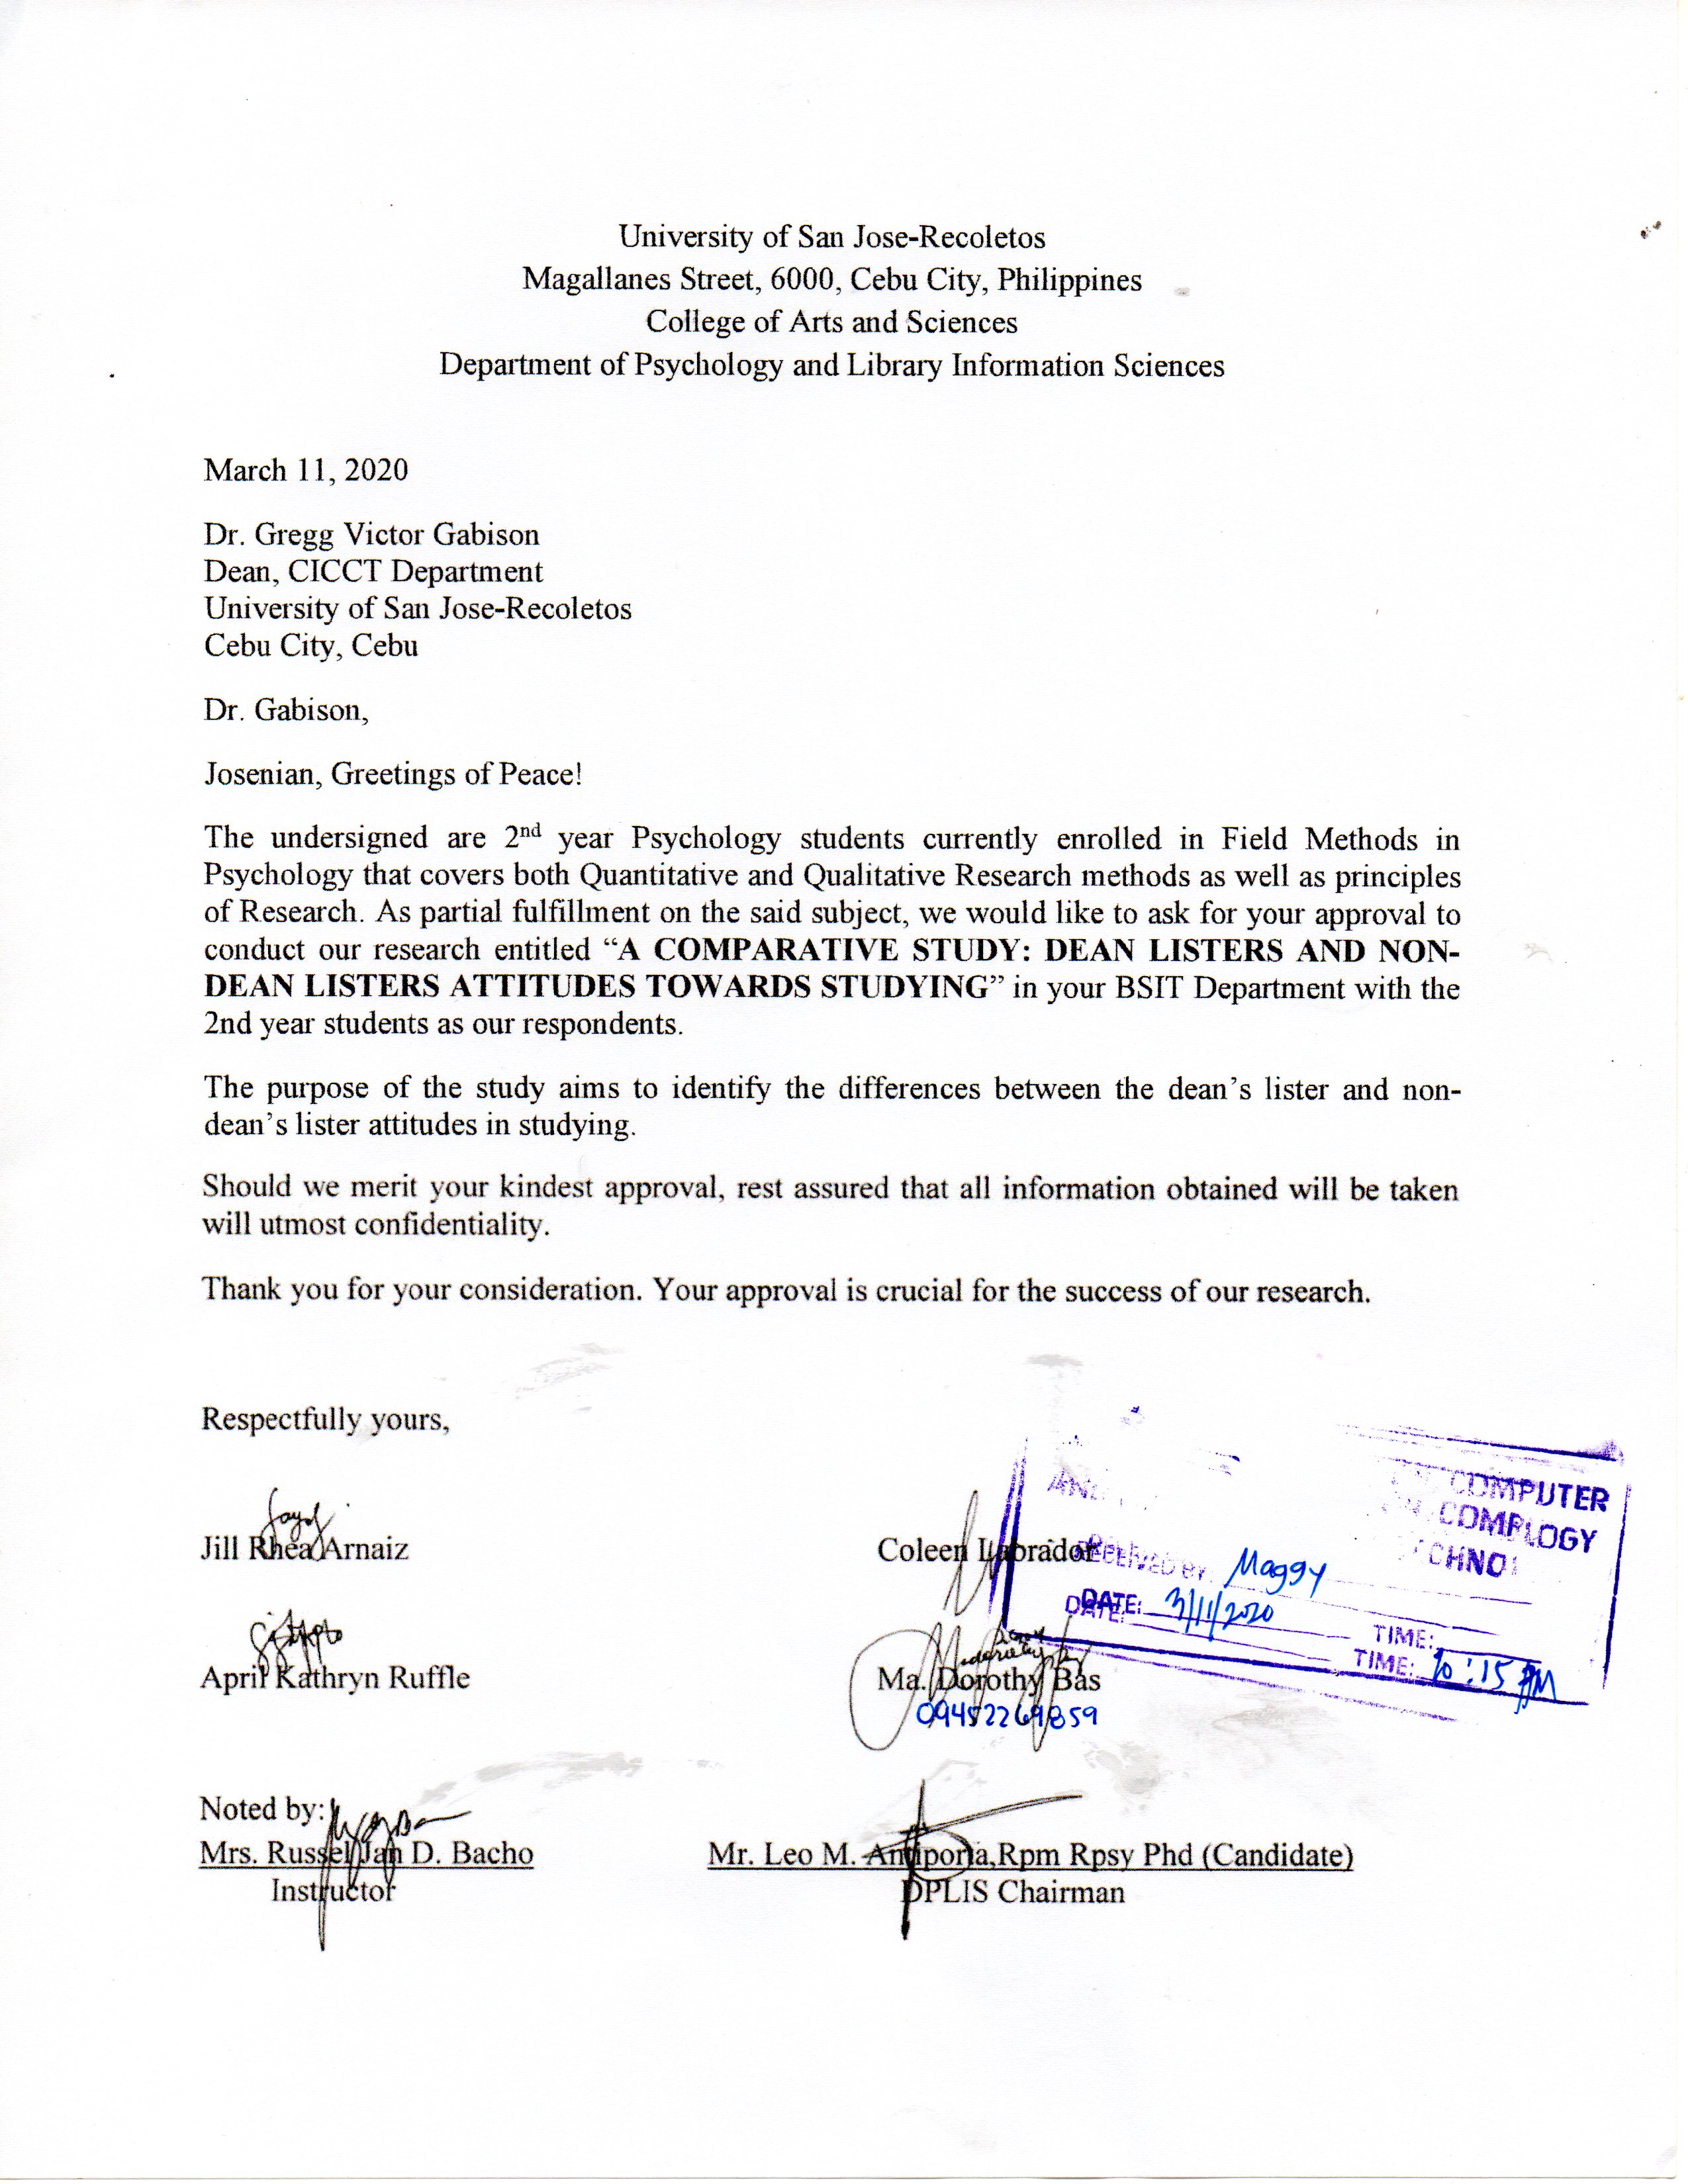 University of San Jose-Recoletos
Magallanes Street, 6000, Cebu City, Philippines
College of Arts and Sciences
Department of Psychology and Library Information Sciences
March 11, 2020
Dr. Gregg Victor Gabison
Dean, CICCT Department
University of San Jose-Recoletos
Cebu City, Cebu
Dr. Gabison,
Josenian, Greetings of Peace!
The undersigned are 2nd year Psychology students currently enrolled in Field Methods in
Psychology that covers both Quantitative and Qualitative Research methods as well as principles
of Research. As partial fulfillment on the said subject, we would like to ask for your approval to
conduct our research entitled “A COMPARATIVE STUDY: DEAN LISTERS AND NON-
DEAN LISTERS ATTITUDES TOWARDS STUDYING” in your BSIT Department with the
2nd year students as our respondents.
The purpose of the study aims to identify the differences between the dean’s lister and non-
dean’s lister attitudes in studying.
Should we merit your kindest approval, rest assured that all information obtained will be taken
will utmost confidentiality.
Thank you for your consideration. Your approval is crucial for the success of our research.
Respectfully yours,
Jill Rhea Arnaiz
Coleen Labrador
COMPUTER
RECEIVED BY: Maggy
DATE: 3/11/2020
DATE:
TIME:
TIME: :15 PM
April Kathryn Ruffle
Ma. Dorothy Bas
09452269859
Noted by:
Mrs. Russel Jan D. Bacho
Instructor
Mr. Leo M. Antiporta,Rpm Rpsy Phd (Candidate)
DPLIS Chairman